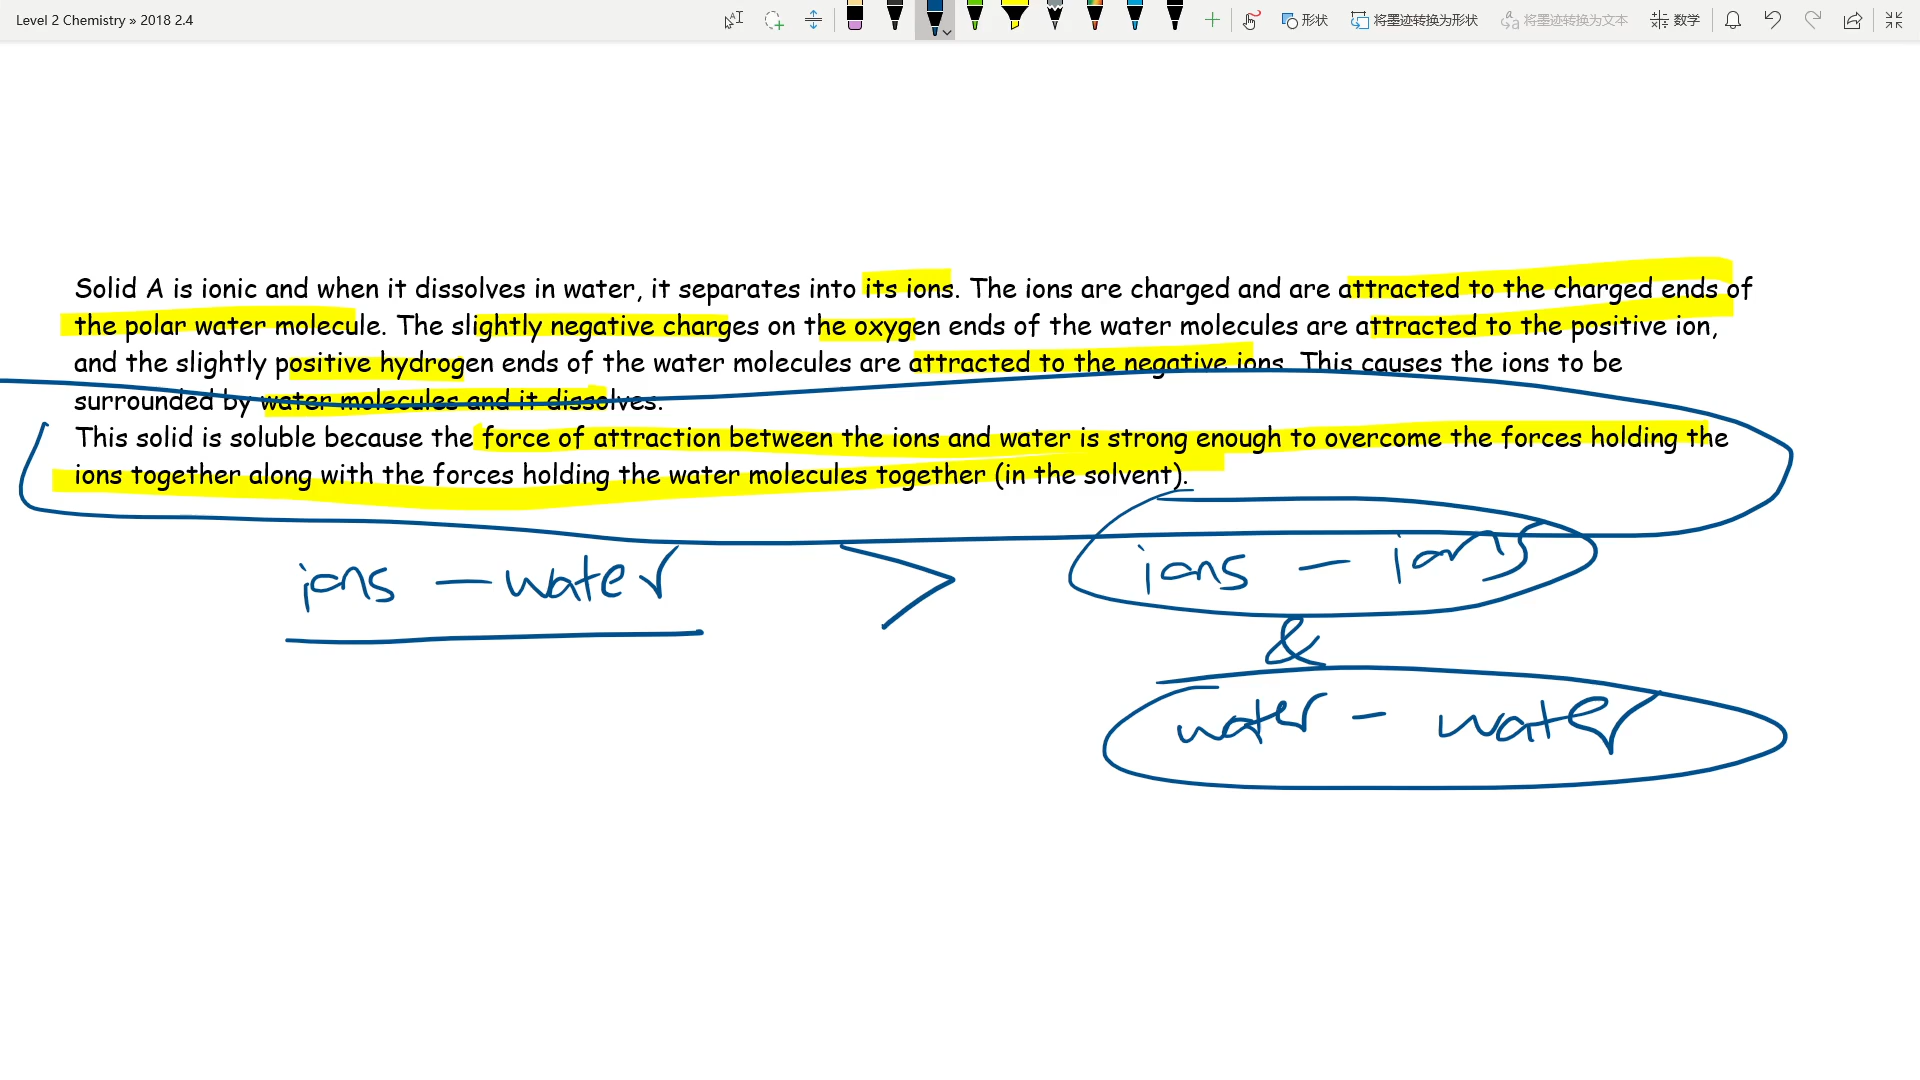 Level 2 Chemistry » 2018 2.4
形状 将墨迹转换为形状 将墨迹转换为文本 数学
Solid A is ionic and when it dissolves in water, it separates into its ions. The ions are charged and are attracted to the charged ends of
the polar water molecule. The slightly negative charges on the oxygen ends of the water molecules are attracted to the positive ion,
and the slightly positive hydrogen ends of the water molecules are attracted to the negative ions. This causes the ions to be
surrounded by water molecules and it dissolves.
This solid is soluble because the force of attraction between the ions and water is strong enough to overcome the forces holding the
ions together along with the forces holding the water molecules together (in the solvent).
ions — water > ions — ions
&
water - water